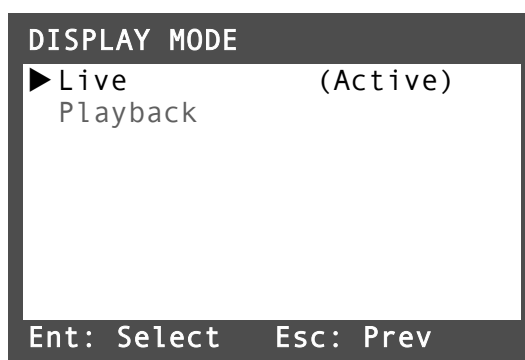 DISPLAY MODE
▶Live (Active)
Playback
Ent: Select Esc: Prev